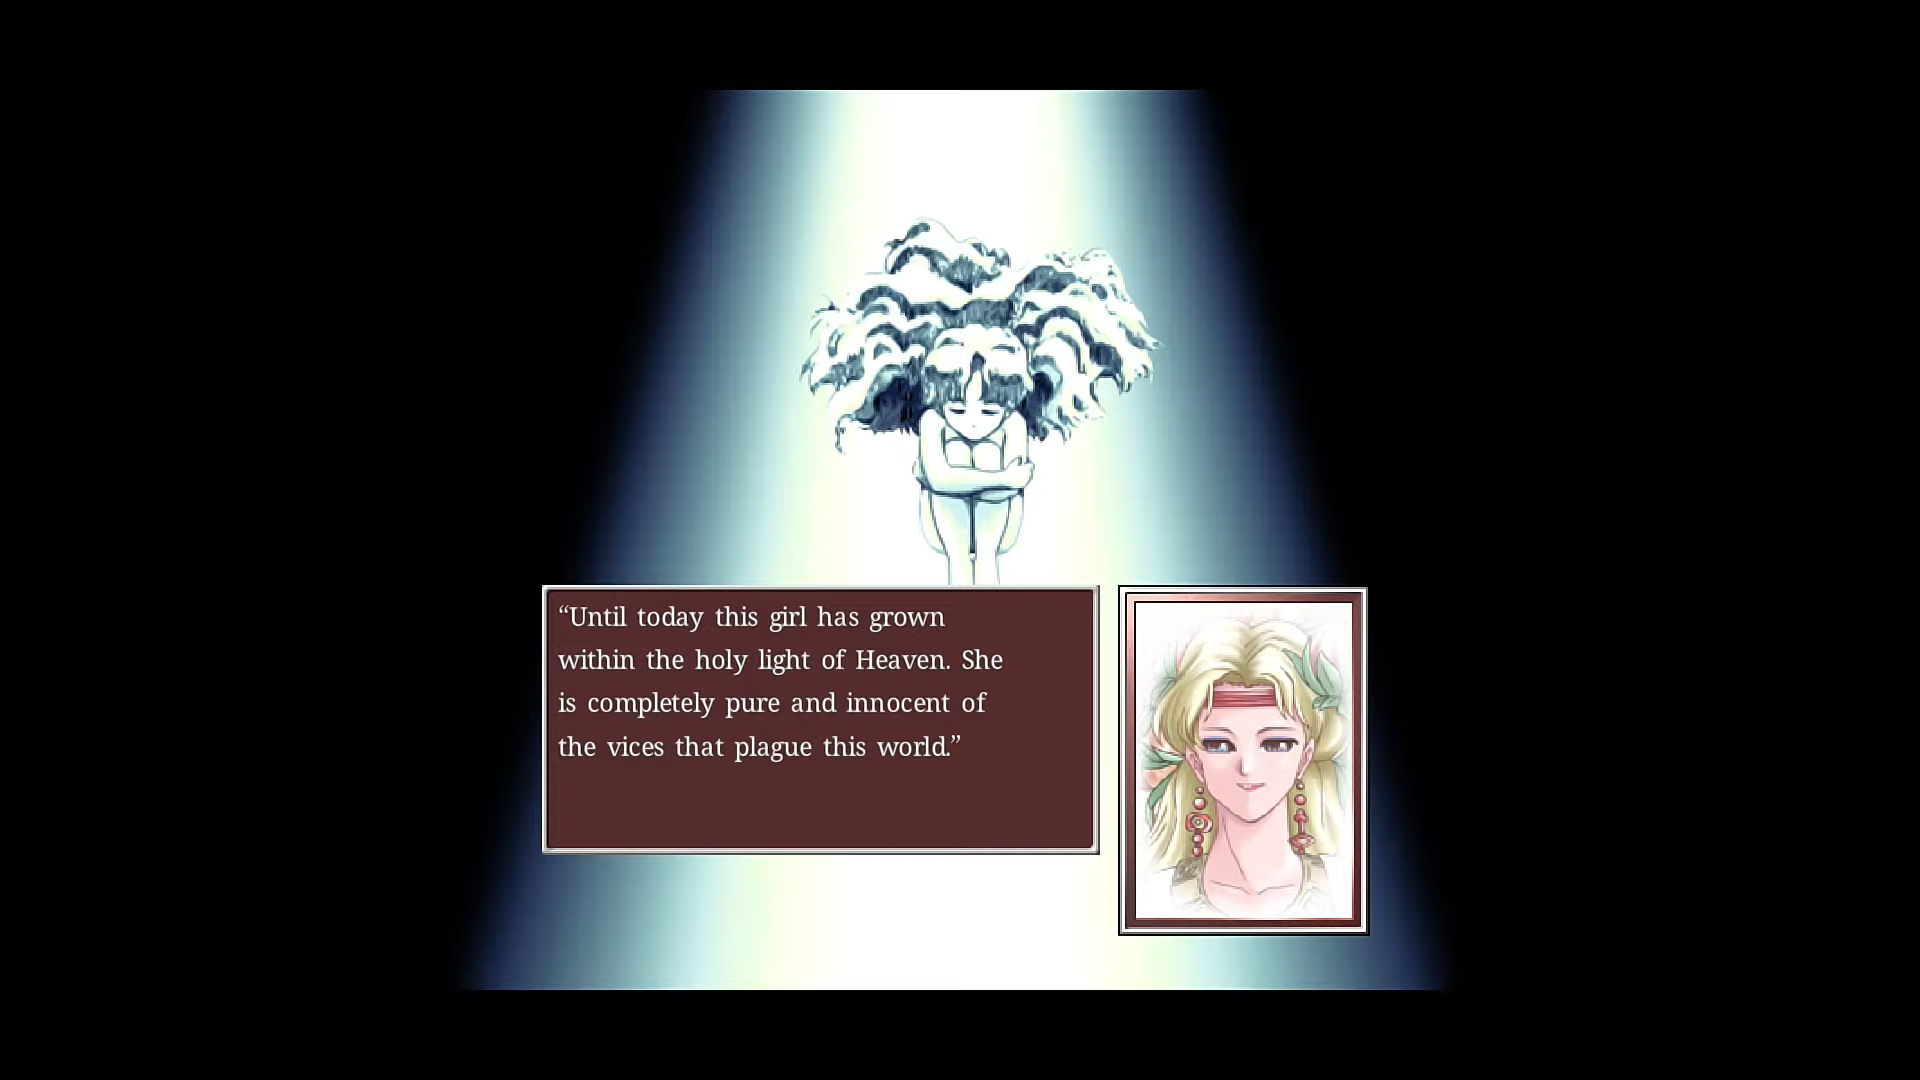 “Until today this girl has grown
within the holy light of Heaven. She
is completely pure and innocent of
the vices that plague this world.”